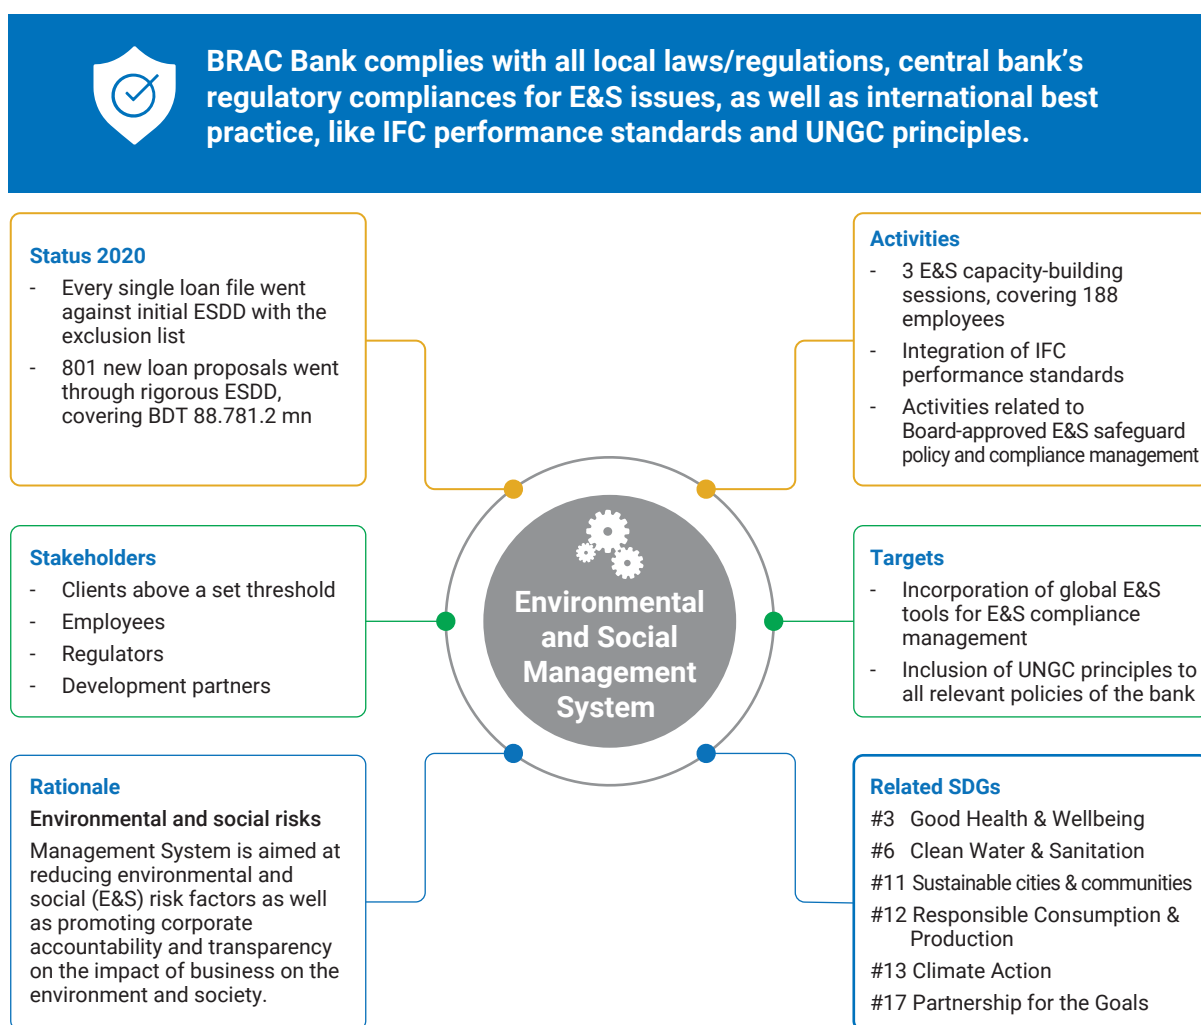 BRAC Bank complies with all local laws/regulations, central bank's
regulatory compliances for E&S issues, as well as international best
practice, like IFC performance standards and UNGC principles.
Status 2020
- Every single loan file went
against initial ESDD with the
exclusion list
- 801 new loan proposals went
through rigorous ESDD,
covering BDT 88.781.2 mn
Activities
- 3 E&S capacity-building
sessions, covering 188
employees
- Integration of IFC
performance standards
- Activities related to
Board-approved E&S safeguard
policy and compliance management
Stakeholders
- Clients above a set threshold
- Employees
- Regulators
- Development partners
Environmental
and Social
Management
System
Targets
- Incorporation of global E&S
tools for E&S compliance
management
- Inclusion of UNGC principles to
all relevant policies of the bank
Rationale
Environmental and social risks
Management System is aimed at
reducing environmental and
social (E&S) risk factors as well
as promoting corporate
accountability and transparency
on the impact of business on the
environment and society.
Related SDGs
#3 Good Health & Wellbeing
#6 Clean Water & Sanitation
#11 Sustainable cities & communities
#12 Responsible Consumption &
Production
#13 Climate Action
#17 Partnership for the Goals